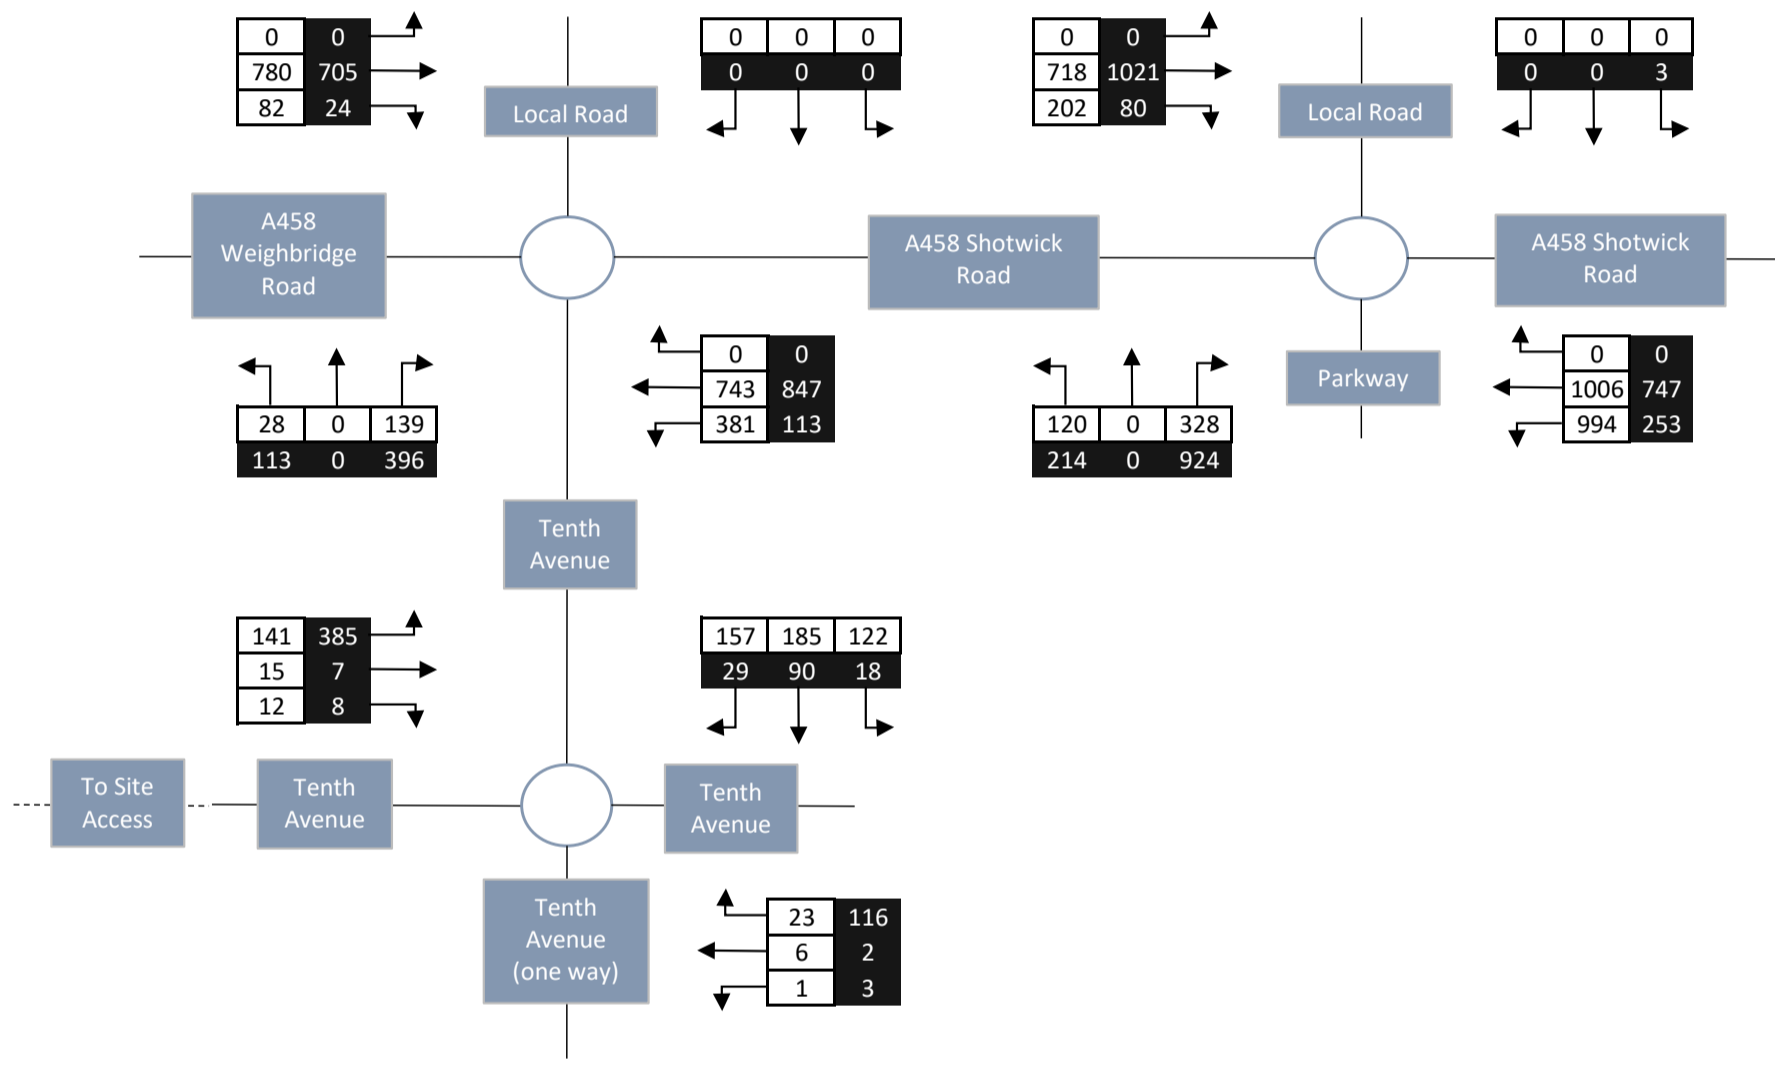 0 0
780 705
82 24
Local Road
0 0 0
0 0 0
0 0
718 1021
202 80
Local Road
0 0 0
0 0 3
A458
Weighbridge
Road
A458 Shotwick
Road
A458 Shotwick
Road
28 0 139
113 0 396
0 0
743 847
381 113
120 0 328
214 0 924
Parkway
0 0
1006 747
994 253
Tenth
Avenue
141 385
15 7
12 8
157 185 122
29 90 18
To Site
Access
Tenth
Avenue
Tenth
Avenue
Tenth
Avenue
(one way)
23 116
6 2
1 3